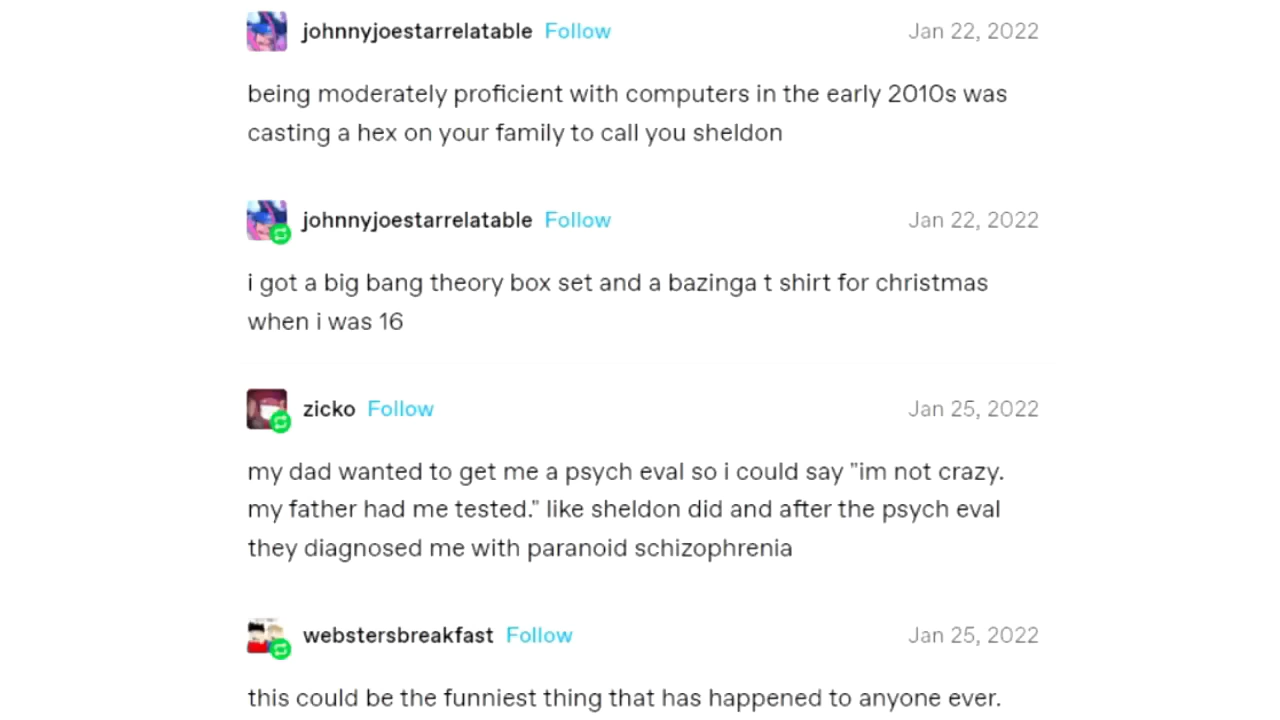 johnnyjoestarrelatable Follow Jan 22, 2022
being moderately proficient with computers in the early 2010s was
casting a hex on your family to call you sheldon
johnnyjoestarrelatable Follow Jan 22, 2022
i got a big bang theory box set and a bazinga t shirt for christmas
when i was 16
zicko Follow Jan 25, 2022
my dad wanted to get me a psych eval so i could say "im not crazy.
my father had me tested." like sheldon did and after the psych eval
they diagnosed me with paranoid schizophrenia
webstersbreakfast Follow Jan 25, 2022
this could be the funniest thing that has happened to anyone ever.